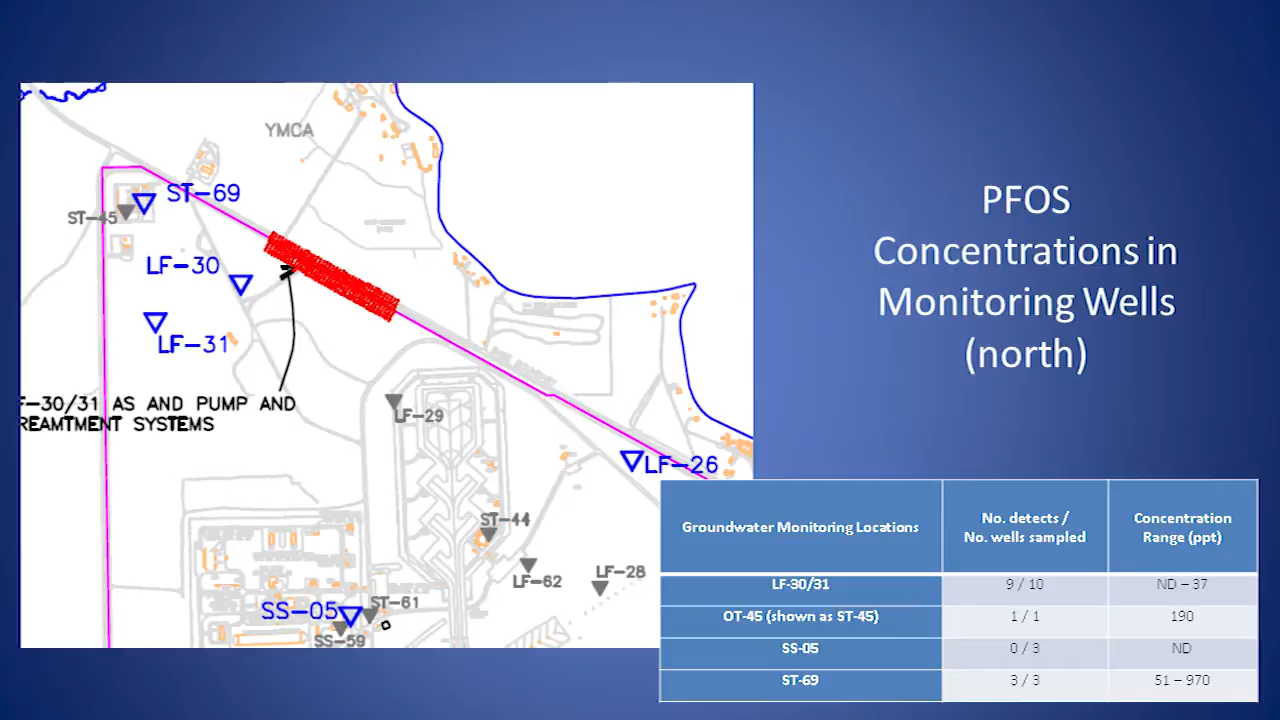 YMCA
ST-69
ST-45
LF-30
LF-31
F-30/31 AS AND PUMP AND
REAMTMENT SYSTEMS
LF-29
LF-26
ST-44
LF-62
LF-28
SS-05
ST-61
SS-59
PFOS
Concentrations in
Monitoring Wells
(north)
Groundwater Monitoring Locations
No. detects /
No. wells sampled
Concentration
Range (ppt)
LF-30/31 9 / 10 ND – 37
OT-45 (shown as ST-45) 1 / 1 190
SS-05 0 / 3 ND
ST-69 3 / 3 51 – 970